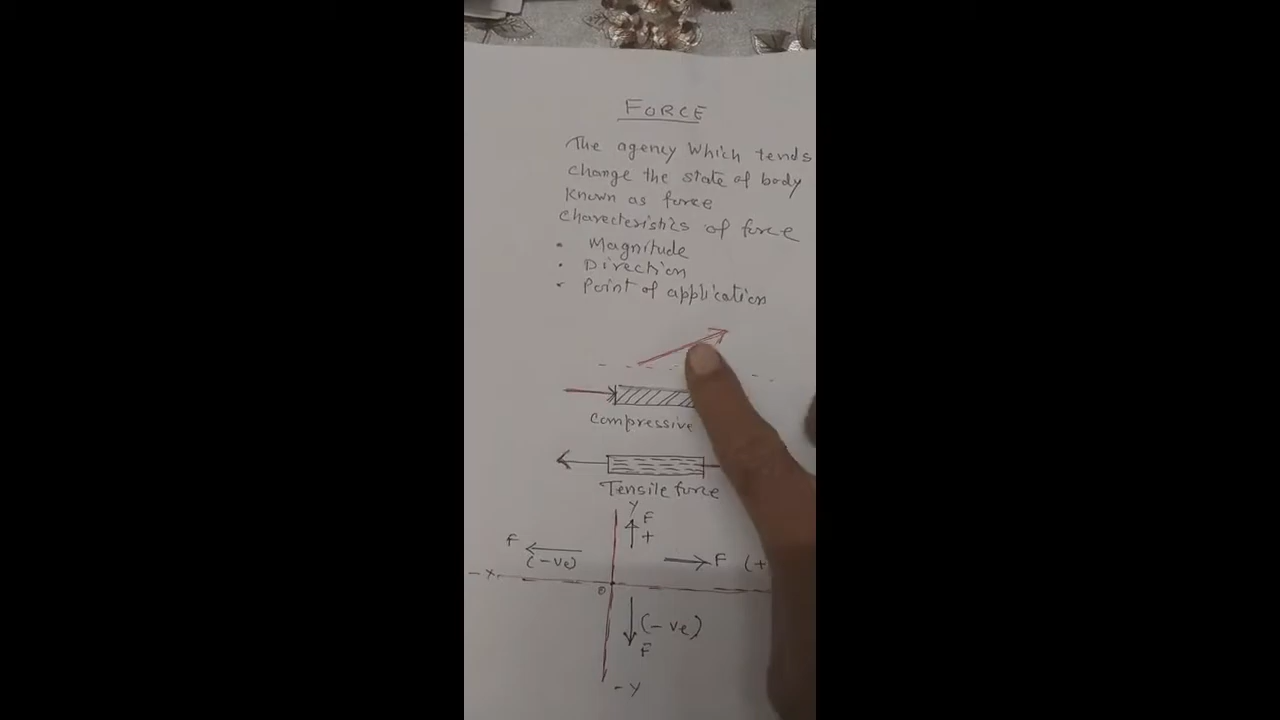 FORCE
The agency which tends
change the state of body
known as force
charecteristics of force
• Magnitude
• Direction
• Point of application
compressive
Tensile force
Y
F
+
F
(-ve)
F (+
-X
0
(-ve)
F
-Y